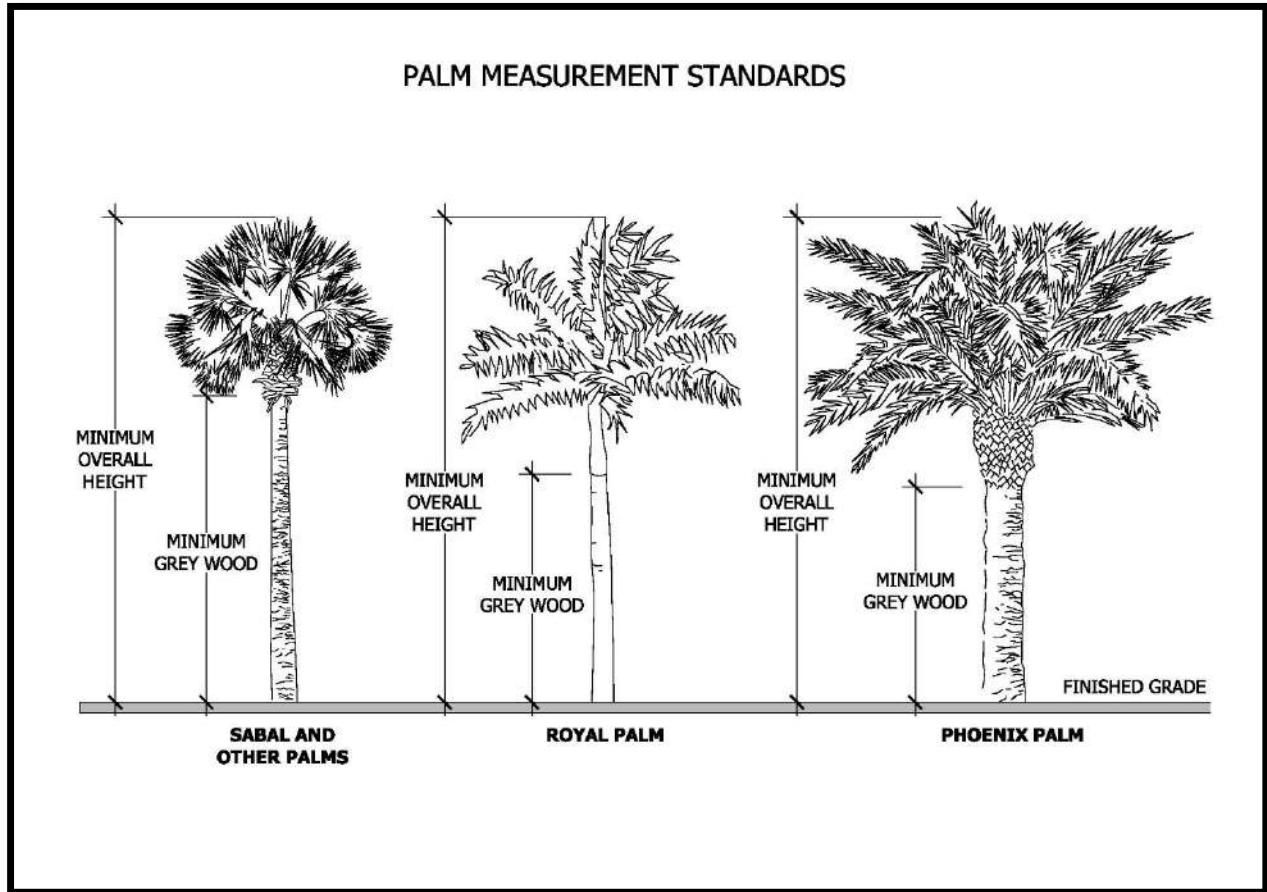 PALM MEASUREMENT STANDARDS
MINIMUM
OVERALL
HEIGHT
MINIMUM
GREY WOOD
MINIMUM
OVERALL
HEIGHT
MINIMUM
GREY WOOD
MINIMUM
OVERALL
HEIGHT
MINIMUM
GREY WOOD
FINISHED GRADE
SABAL AND
OTHER PALMS
ROYAL PALM
PHOENIX PALM